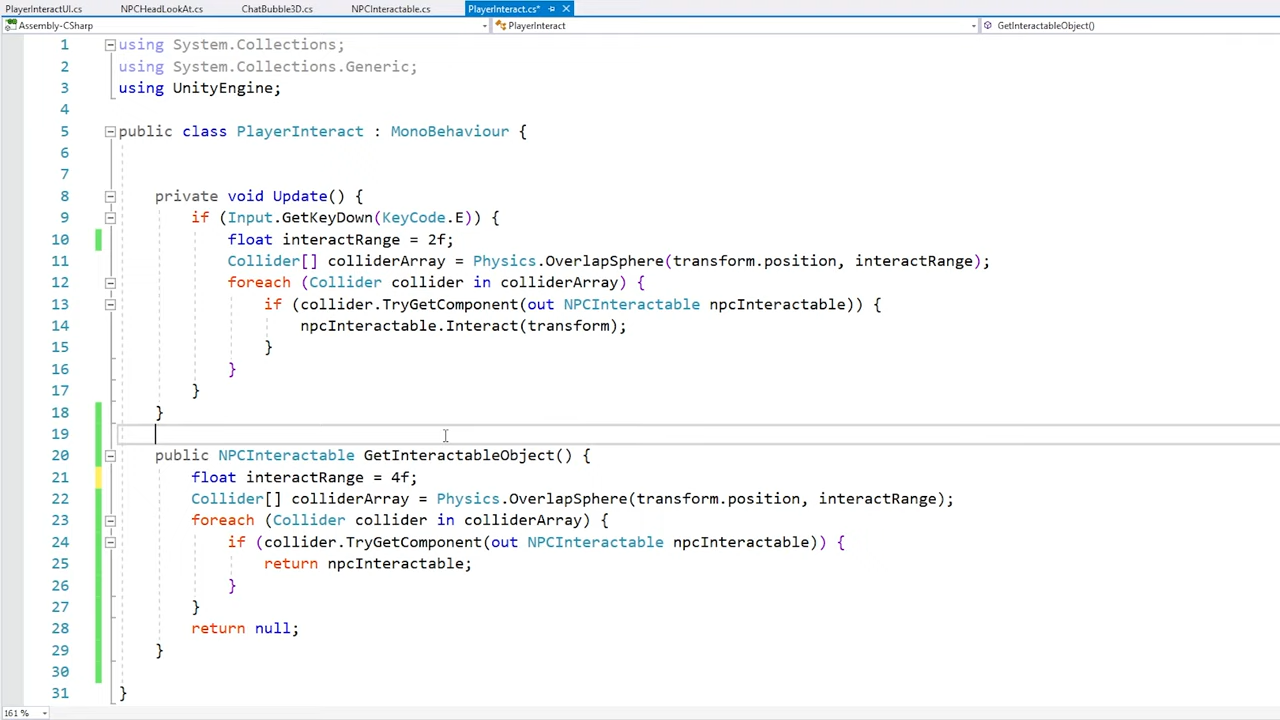 PlayerInteractUI.cs NPCHeadLookAt.cs ChatBubble3D.cs NPCInteractable.cs PlayerInteract.cs*
Assembly-CSharp PlayerInteract GetInteractableObject()
1 using System.Collections;
2 using System.Collections.Generic;
3 using UnityEngine;
4
5 public class PlayerInteract : MonoBehaviour {
6
7
8 private void Update() {
9 if (Input.GetKeyDown(KeyCode.E)) {
10 float interactRange = 2f;
11 Collider[] colliderArray = Physics.OverlapSphere(transform.position, interactRange);
12 foreach (Collider collider in colliderArray) {
13 if (collider.TryGetComponent(out NPCInteractable npcInteractable)) {
14 npcInteractable.Interact(transform);
15 }
16 }
17 }
18 }
19
20 public NPCInteractable GetInteractableObject() {
21 float interactRange = 4f;
22 Collider[] colliderArray = Physics.OverlapSphere(transform.position, interactRange);
23 foreach (Collider collider in colliderArray) {
24 if (collider.TryGetComponent(out NPCInteractable npcInteractable)) {
25 return npcInteractable;
26 }
27 }
28 return null;
29 }
30
31 }
161 %